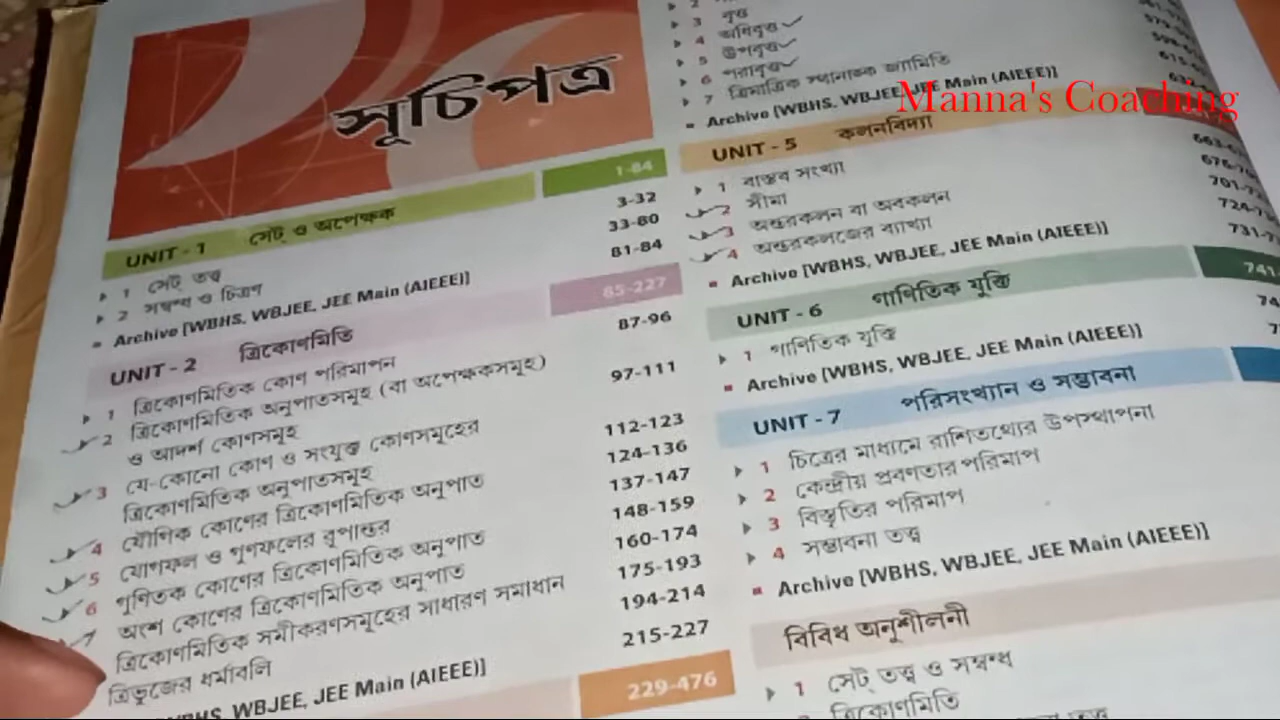 সূচিপত্র
UNIT - 1 সেট্ ও অপেক্ষক 1-84
1 সেট্ তত্ত্ব 3-32
2 সম্বন্ধ ও চিত্রণ 33-80
Archive [WBHS, WBJEE, JEE Main (AIEEE)] 81-84
UNIT - 2 ত্রিকোণমিতি 85-227
1 ত্রিকোণমিতিক কোণ পরিমাপন 87-96
2 ত্রিকোণমিতিক অনুপাতসমূহ (বা অপেক্ষকসমূহ)
ও আদর্শ কোণসমূহ 97-111
3 যে-কোনো কোণ ও সংযুক্ত কোণসমূহের
ত্রিকোণমিতিক অনুপাতসমূহ 112-123
4 যৌগিক কোণের ত্রিকোণমিতিক অনুপাত 124-136
5 যোগফল ও গুণফলের রূপান্তর 137-147
6 গুণিতক কোণের ত্রিকোণমিতিক অনুপাত 148-159
7 অংশ কোণের ত্রিকোণমিতিক অনুপাত 160-174
ত্রিকোণমিতিক সমীকরণসমূহের সাধারণ সমাধান 175-193
ত্রিভুজের ধর্মাবলি 194-214
WBHS, WBJEE, JEE Main (AIEEE)] 215-227
229-476
3 বৃত্ত
4 অধিবৃত্ত
5 উপবৃত্ত
6 পরাবৃত্ত
7 ত্রিমাত্রিক স্থানাঙ্ক জ্যামিতি
Archive [WBHS, WBJEE, JEE Main (AIEEE)]
Manna's Coaching
UNIT - 5 কলনবিদ্যা
1 বাস্তব সংখ্যা
2 সীমা
3 অন্তরকলন বা অবকলন
4 অন্তরকলজের ব্যাখ্যা
Archive [WBHS, WBJEE, JEE Main (AIEEE)]
UNIT - 6 গাণিতিক যুক্তি
1 গাণিতিক যুক্তি
Archive [WBHS, WBJEE, JEE Main (AIEEE)]
UNIT - 7 পরিসংখ্যান ও সম্ভাবনা
1 চিত্রের মাধ্যমে রাশিতথ্যের উপস্থাপনা
2 কেন্দ্রীয় প্রবণতার পরিমাপ
3 বিস্তৃতির পরিমাপ
4 সম্ভাবনা তত্ত্ব
Archive [WBHS, WBJEE, JEE Main (AIEEE)]
বিবিধ অনুশীলনী
1 সেট্ তত্ত্ব ও সম্বন্ধ
ত্রিকোণমিতি